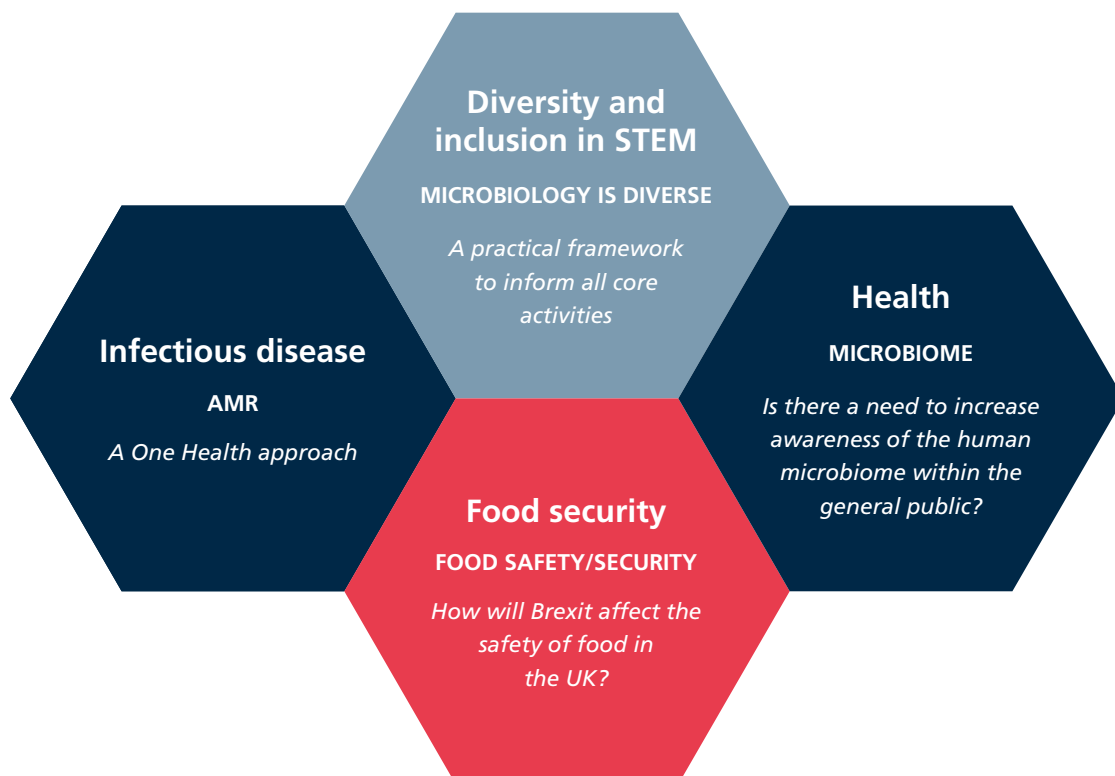 Diversity and
inclusion in STEM
MICROBIOLOGY IS DIVERSE
A practical framework
to inform all core
activities
Infectious disease
AMR
A One Health approach
Health
MICROBIOME
Is there a need to increase
awareness of the human
microbiome within the
general public?
Food security
FOOD SAFETY/SECURITY
How will Brexit affect the
safety of food in
the UK?